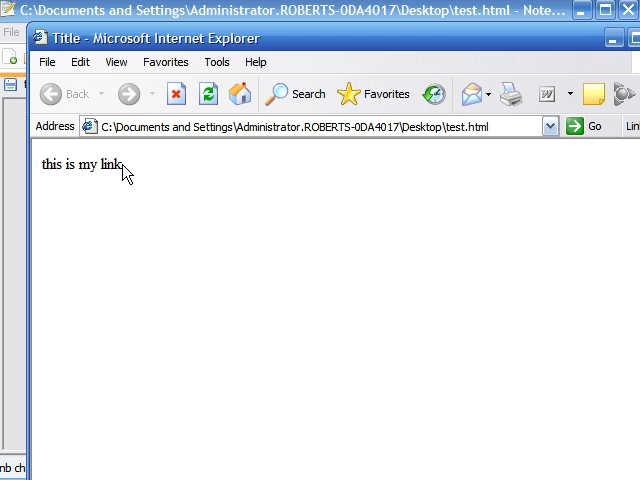 C:\Documents and Settings\Administrator.ROBERTS-0DA4017\Desktop\test.html - Note...
File
Title - Microsoft Internet Explorer
File Edit View Favorites Tools Help
Back Search Favorites W
Address C:\Documents and Settings\Administrator.ROBERTS-0DA4017\Desktop\test.html Go Lin
this is my link
nb ch